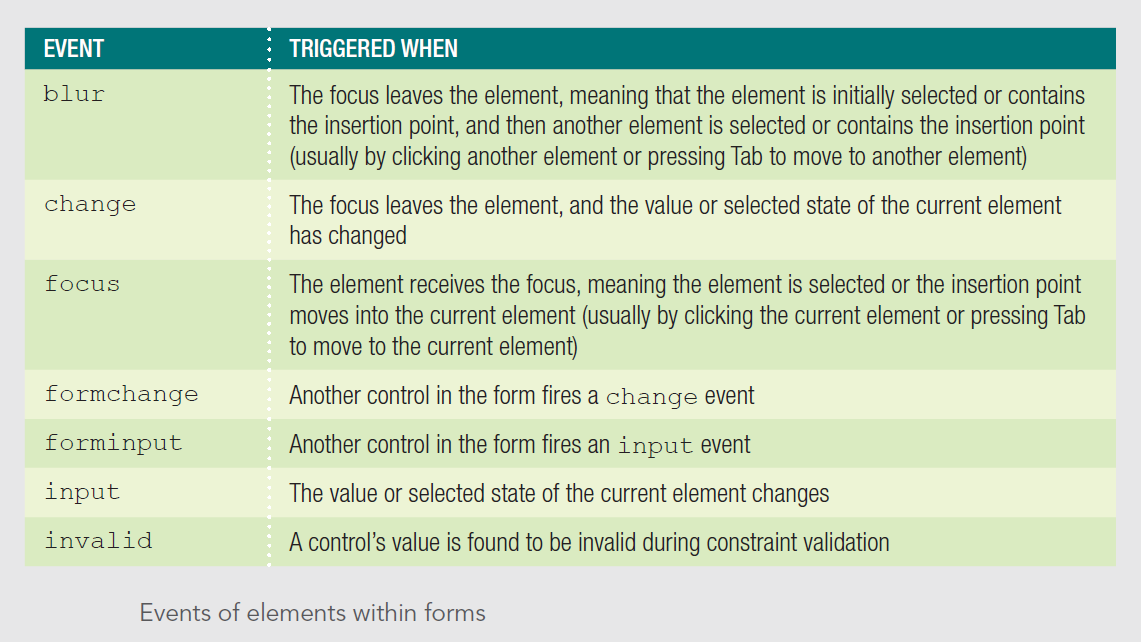 EVENT TRIGGERED WHEN
blur The focus leaves the element, meaning that the element is initially selected or contains
the insertion point, and then another element is selected or contains the insertion point
(usually by clicking another element or pressing Tab to move to another element)
change The focus leaves the element, and the value or selected state of the current element
has changed
focus The element receives the focus, meaning the element is selected or the insertion point
moves into the current element (usually by clicking the current element or pressing Tab
to move to the current element)
formchange Another control in the form fires a change event
forminput Another control in the form fires an input event
input The value or selected state of the current element changes
invalid A control’s value is found to be invalid during constraint validation
Events of elements within forms